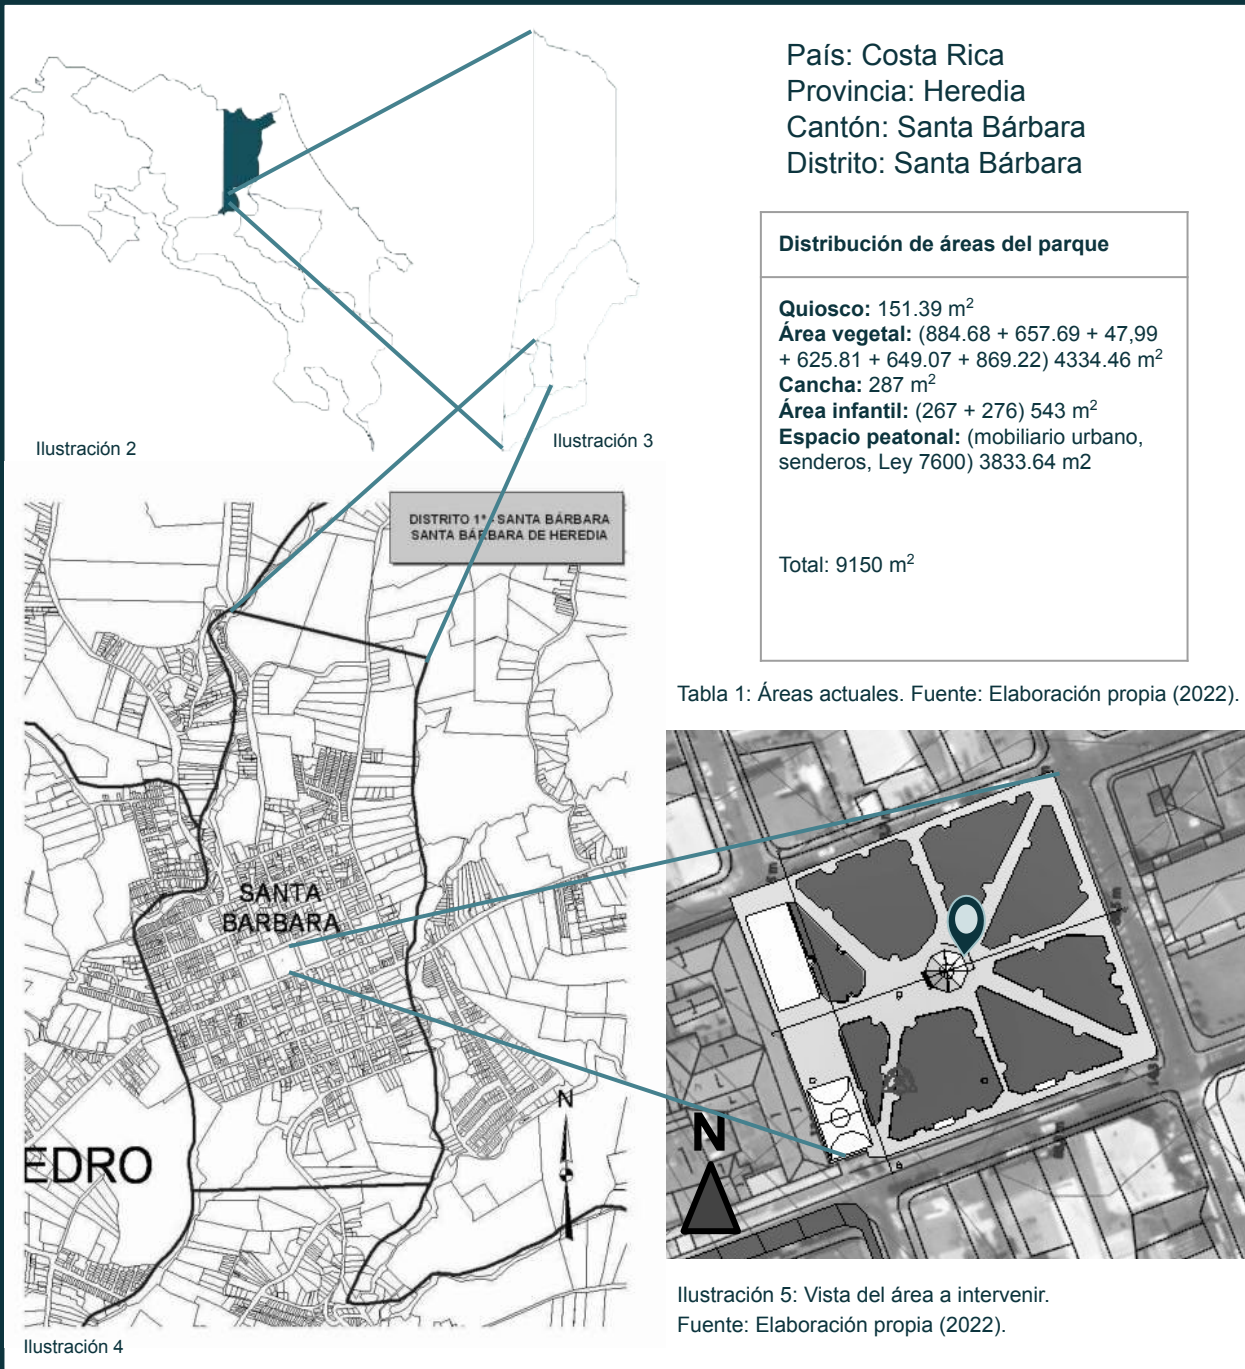 País: Costa Rica
Provincia: Heredia
Cantón: Santa Bárbara
Distrito: Santa Bárbara
Distribución de áreas del parque
Quiosco: 151.39 m²
Área vegetal: (884.68 + 657.69 + 47,99
+ 625.81 + 649.07 + 869.22) 4334.46 m²
Cancha: 287 m²
Área infantil: (267 + 276) 543 m²
Espacio peatonal: (mobiliario urbano,
senderos, Ley 7600) 3833.64 m2
Total: 9150 m²
Tabla 1: Áreas actuales. Fuente: Elaboración propia (2022).
Ilustración 2
Ilustración 3
DISTRITO 1° - SANTA BÁRBARA
SANTA BÁRBARA DE HEREDIA
SANTA
BARBARA
EDRO
N
Ilustración 4
N
Ilustración 5: Vista del área a intervenir.
Fuente: Elaboración propia (2022).